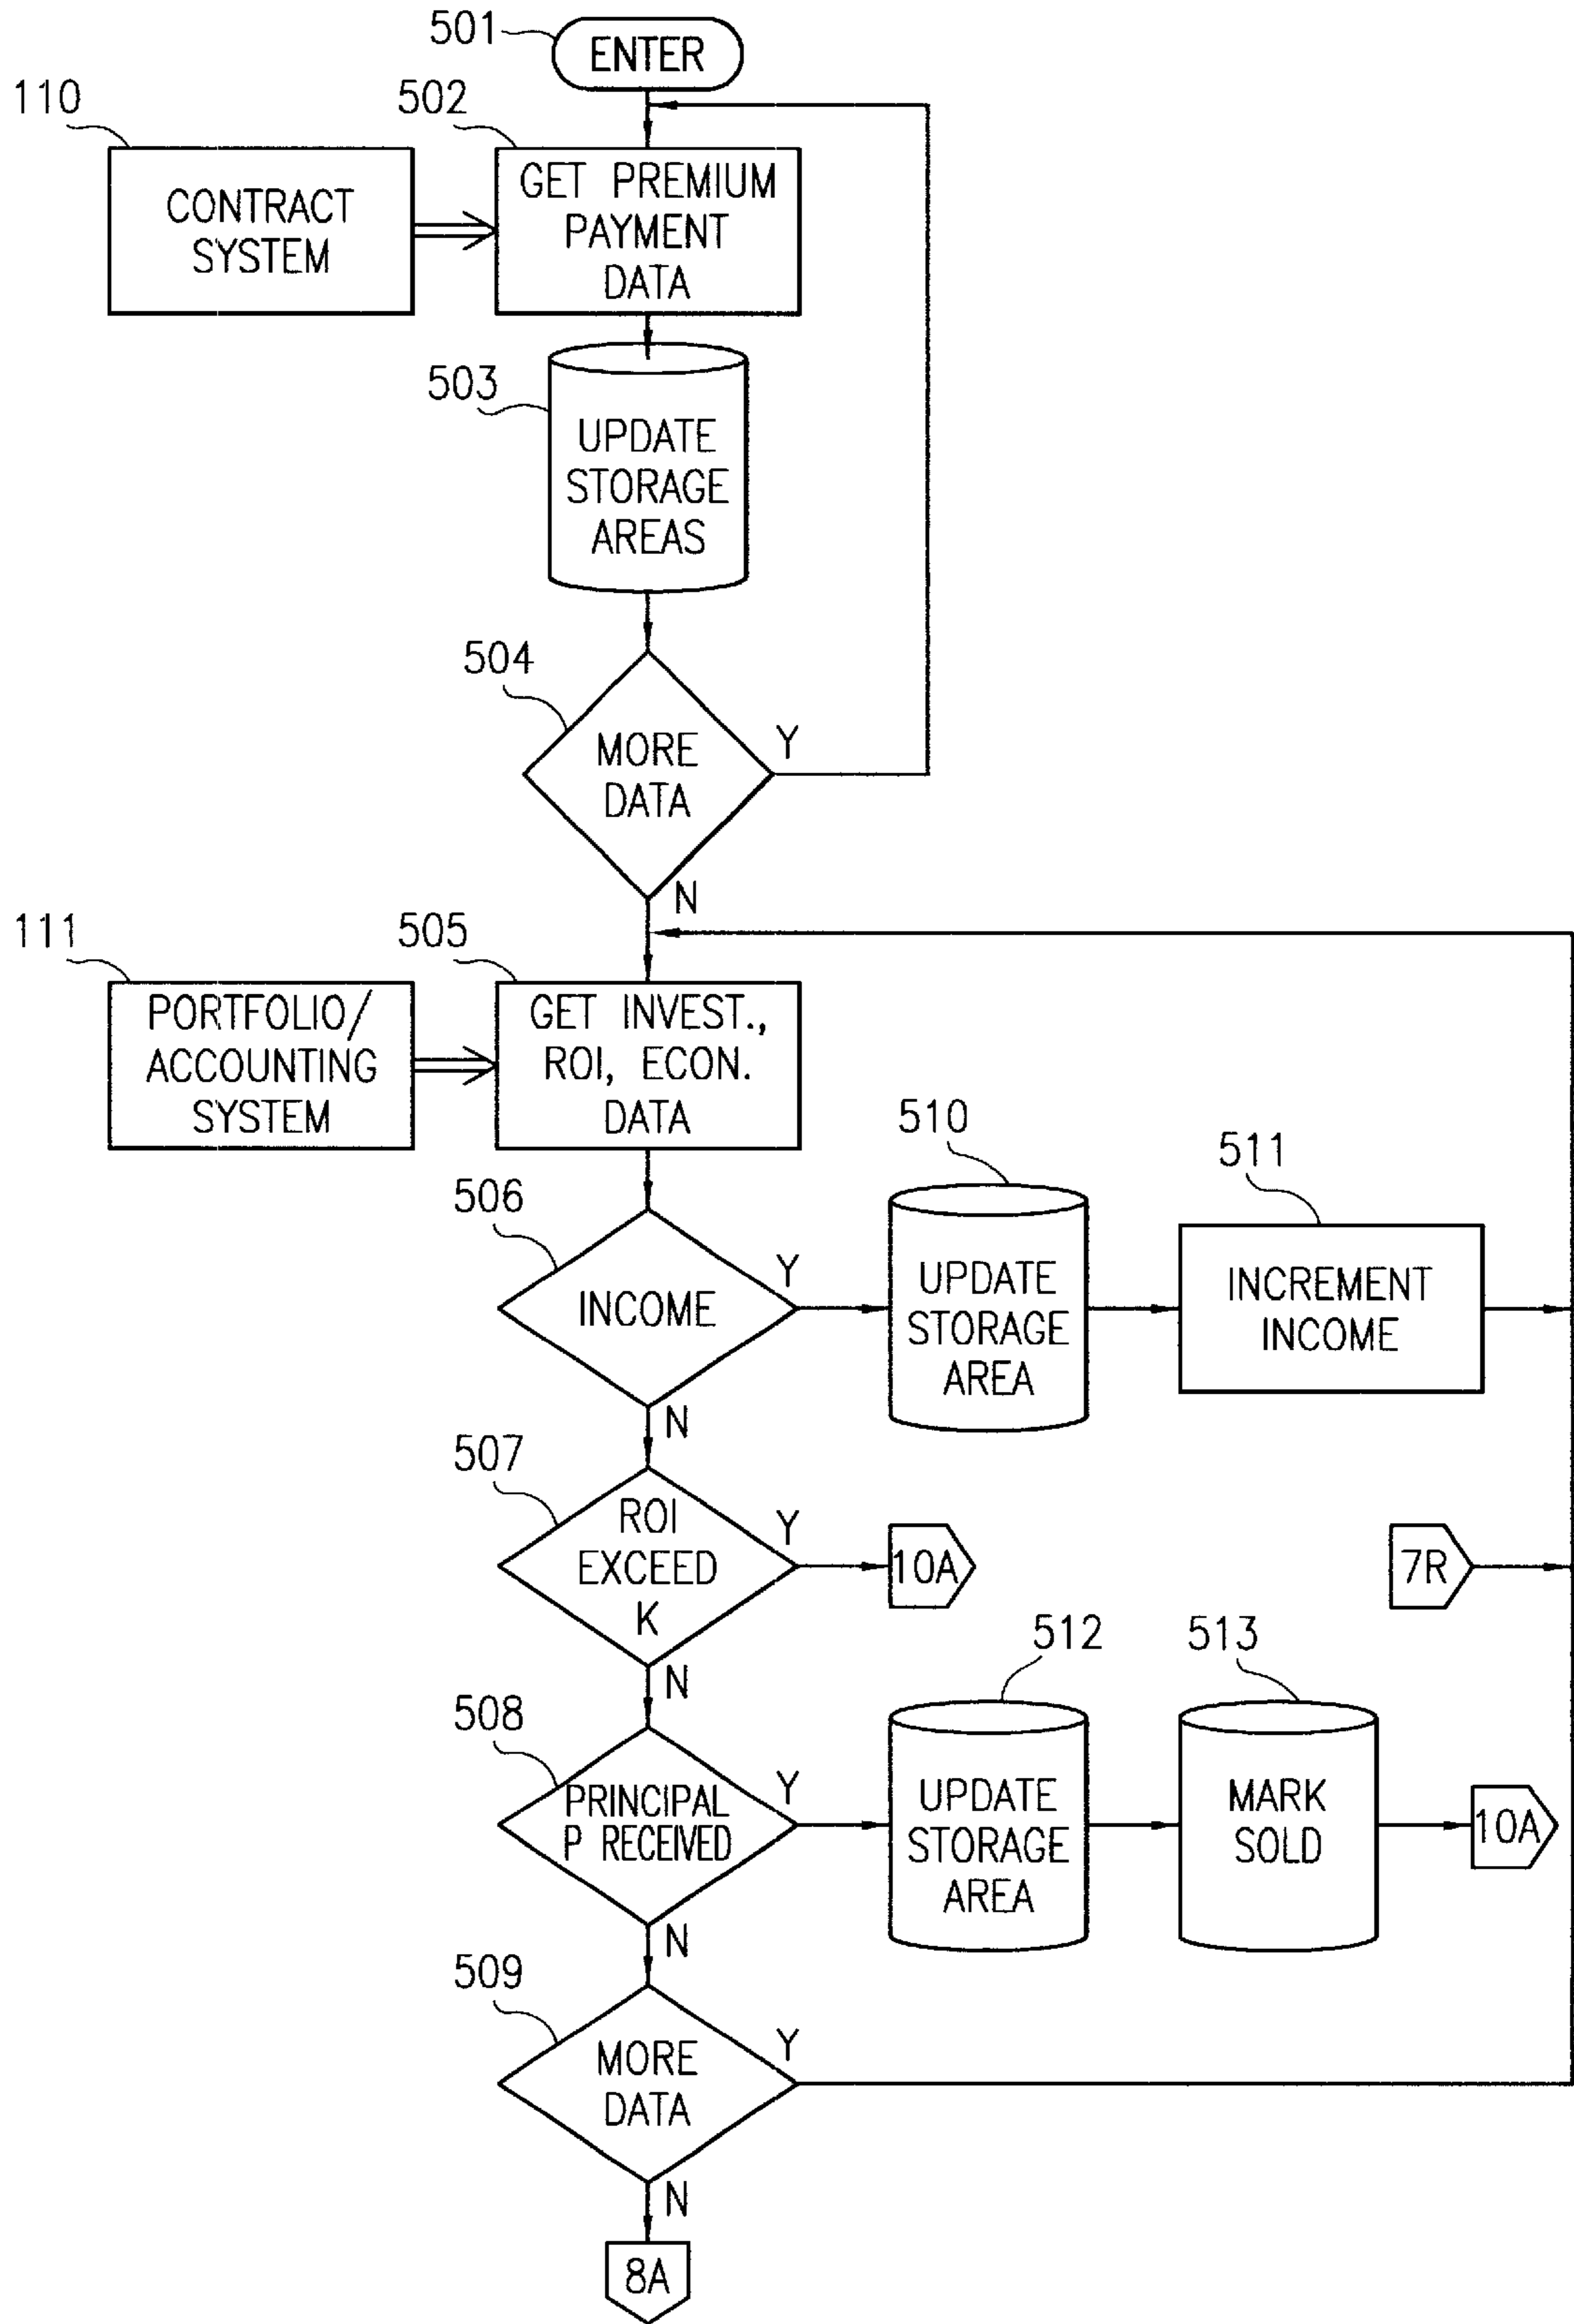 501
ENTER
110
502
CONTRACT
SYSTEM
GET PREMIUM
PAYMENT
DATA
503
UPDATE
STORAGE
AREAS
504
MORE
DATA
Y
N
111
505
PORTFOLIO/
ACCOUNTING
SYSTEM
GET INVEST.,
ROI, ECON.
DATA
506
INCOME
Y
N
510
UPDATE
STORAGE
AREA
511
INCREMENT
INCOME
507
ROI
EXCEED
K
Y
N
10A
7R
508
PRINCIPAL
P RECEIVED
Y
N
512
UPDATE
STORAGE
AREA
513
MARK
SOLD
10A
509
MORE
DATA
Y
N
8A